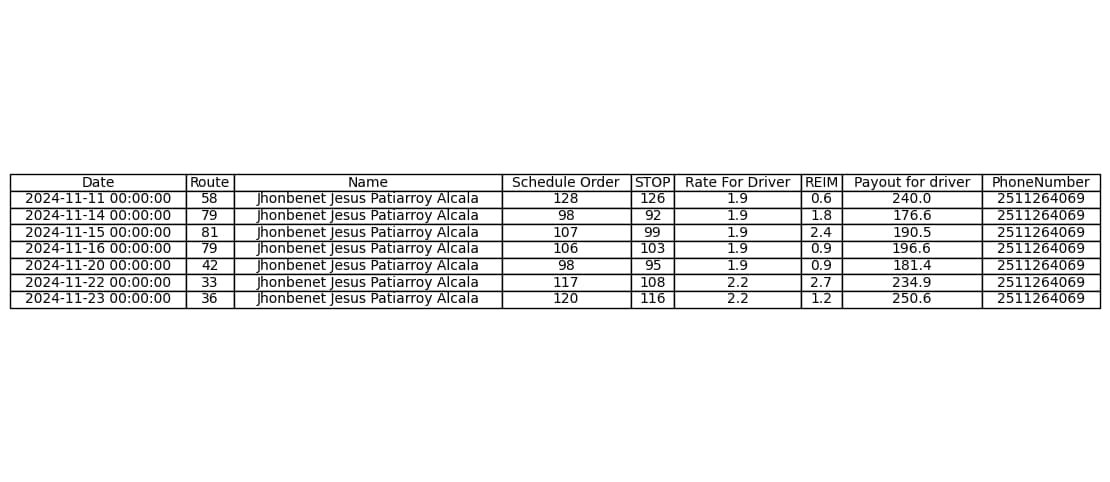 Date Route Name Schedule Order STOP Rate For Driver REIM Payout for driver PhoneNumber
2024-11-11 00:00:00 58 Jhonbenet Jesus Patiarroy Alcala 128 126 1.9 0.6 240.0 2511264069
2024-11-14 00:00:00 79 Jhonbenet Jesus Patiarroy Alcala 98 92 1.9 1.8 176.6 2511264069
2024-11-15 00:00:00 81 Jhonbenet Jesus Patiarroy Alcala 107 99 1.9 2.4 190.5 2511264069
2024-11-16 00:00:00 79 Jhonbenet Jesus Patiarroy Alcala 106 103 1.9 0.9 196.6 2511264069
2024-11-20 00:00:00 42 Jhonbenet Jesus Patiarroy Alcala 98 95 1.9 0.9 181.4 2511264069
2024-11-22 00:00:00 33 Jhonbenet Jesus Patiarroy Alcala 117 108 2.2 2.7 234.9 2511264069
2024-11-23 00:00:00 36 Jhonbenet Jesus Patiarroy Alcala 120 116 2.2 1.2 250.6 2511264069